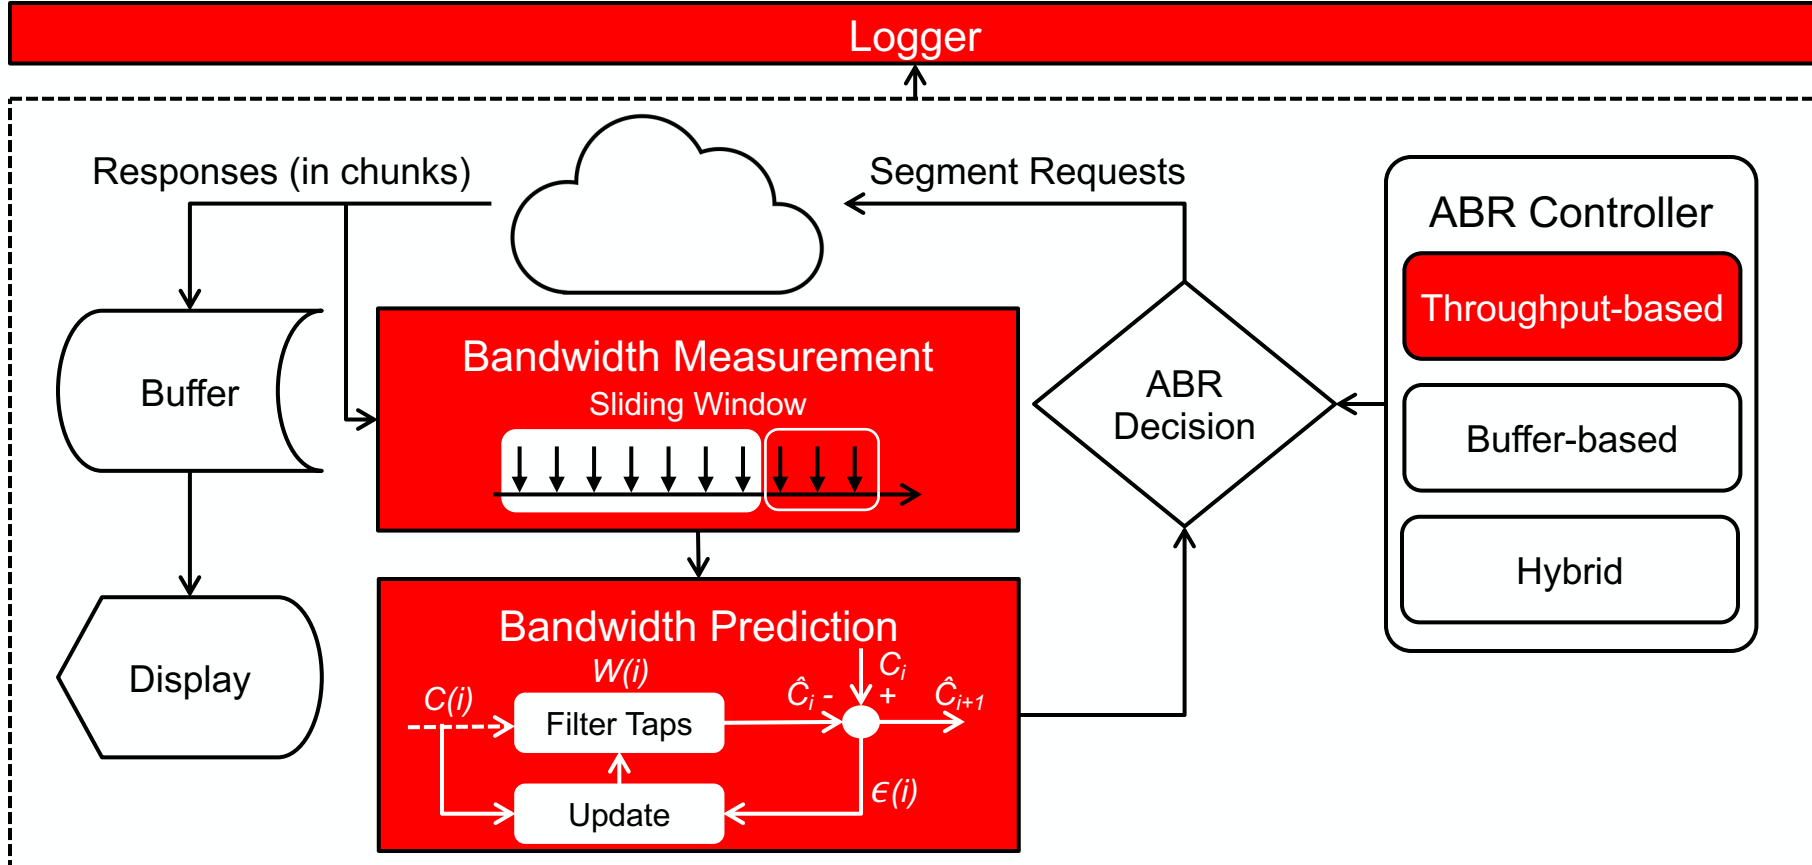 Logger
Responses (in chunks)
Segment Requests
ABR Controller
Throughput-based
Buffer-based
Hybrid
Buffer
Bandwidth Measurement
Sliding Window
ABR
Decision
Display
Bandwidth Prediction
W(i)
C(i)
Filter Taps
Ĉi -
Ci
+
Ĉi+1
Update
ϵ(i)